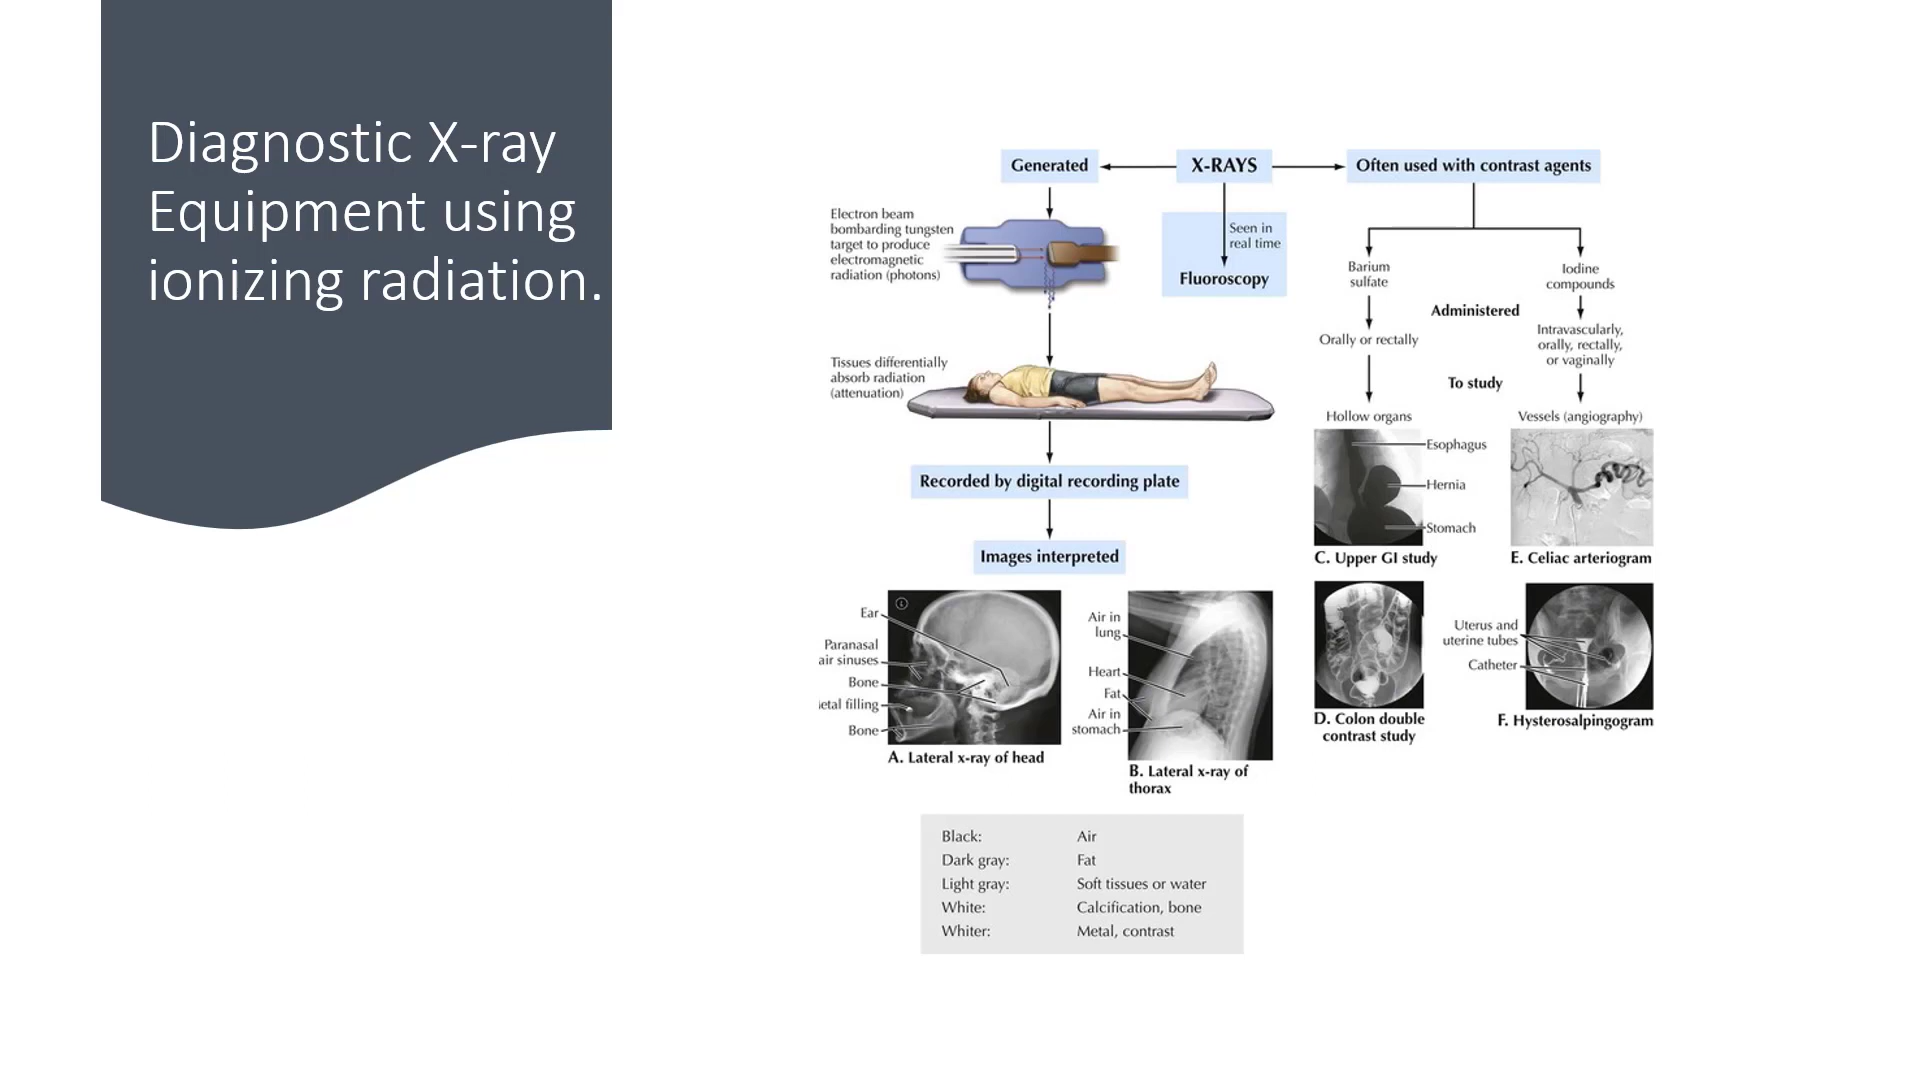 Diagnostic X-ray
Equipment using
ionizing radiation.
Generated
X-RAYS
Often used with contrast agents
Electron beam
bombarding tungsten
target to produce
electromagnetic
radiation (photons)
Seen in
real time
Fluoroscopy
Barium
sulfate
Iodine
compounds
Administered
Orally or rectally
Intravascularly,
orally, rectally,
or vaginally
To study
Tissues differentially
absorb radiation
(attenuation)
Hollow organs
Vessels (angiography)
Esophagus
Hernia
Stomach
C. Upper GI study
E. Celiac arteriogram
Recorded by digital recording plate
Images interpreted
Ear
Paranasal
air sinuses
Bone
etal filling
Bone
A. Lateral x-ray of head
Air in
lung
Heart
Fat
Air in
stomach
B. Lateral x-ray of
thorax
D. Colon double
contrast study
Uterus and
uterine tubes
Catheter
F. Hysterosalpingogram
Black: Air
Dark gray: Fat
Light gray: Soft tissues or water
White: Calcification, bone
Whiter: Metal, contrast